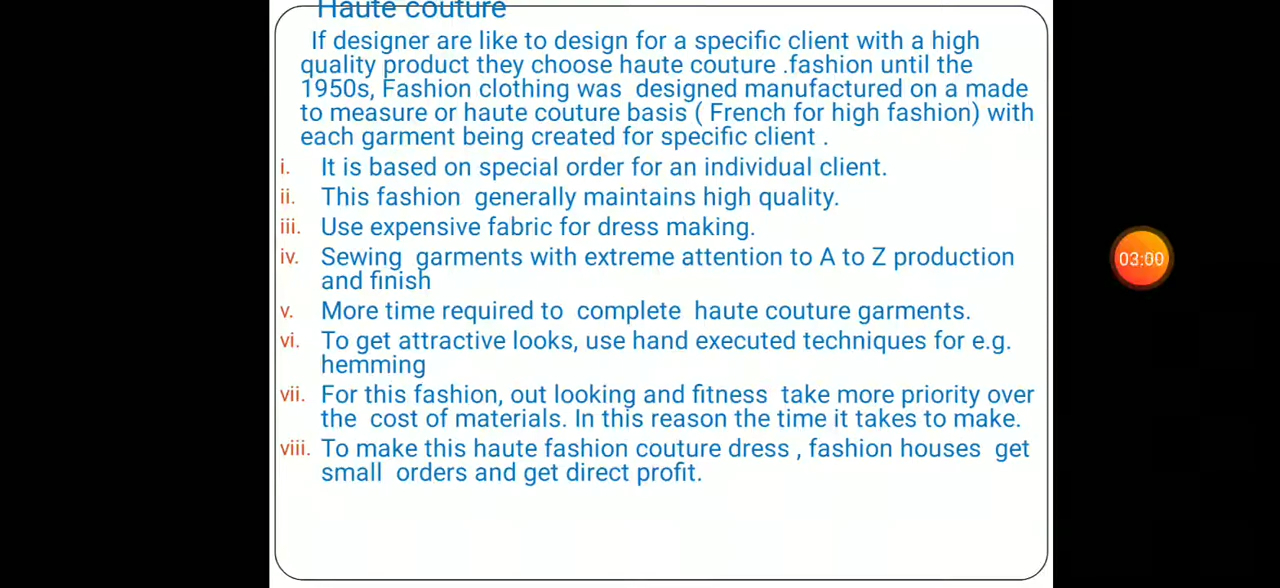 Haute couture
If designer are like to design for a specific client with a high
quality product they choose haute couture .fashion until the
1950s, Fashion clothing was designed manufactured on a made
to measure or haute couture basis ( French for high fashion) with
each garment being created for specific client .
i. It is based on special order for an individual client.
ii. This fashion generally maintains high quality.
iii. Use expensive fabric for dress making.
iv. Sewing garments with extreme attention to A to Z production
and finish
v. More time required to complete haute couture garments.
vi. To get attractive looks, use hand executed techniques for e.g.
hemming
vii. For this fashion, out looking and fitness take more priority over
the cost of materials. In this reason the time it takes to make.
viii. To make this haute fashion couture dress , fashion houses get
small orders and get direct profit.
03:00